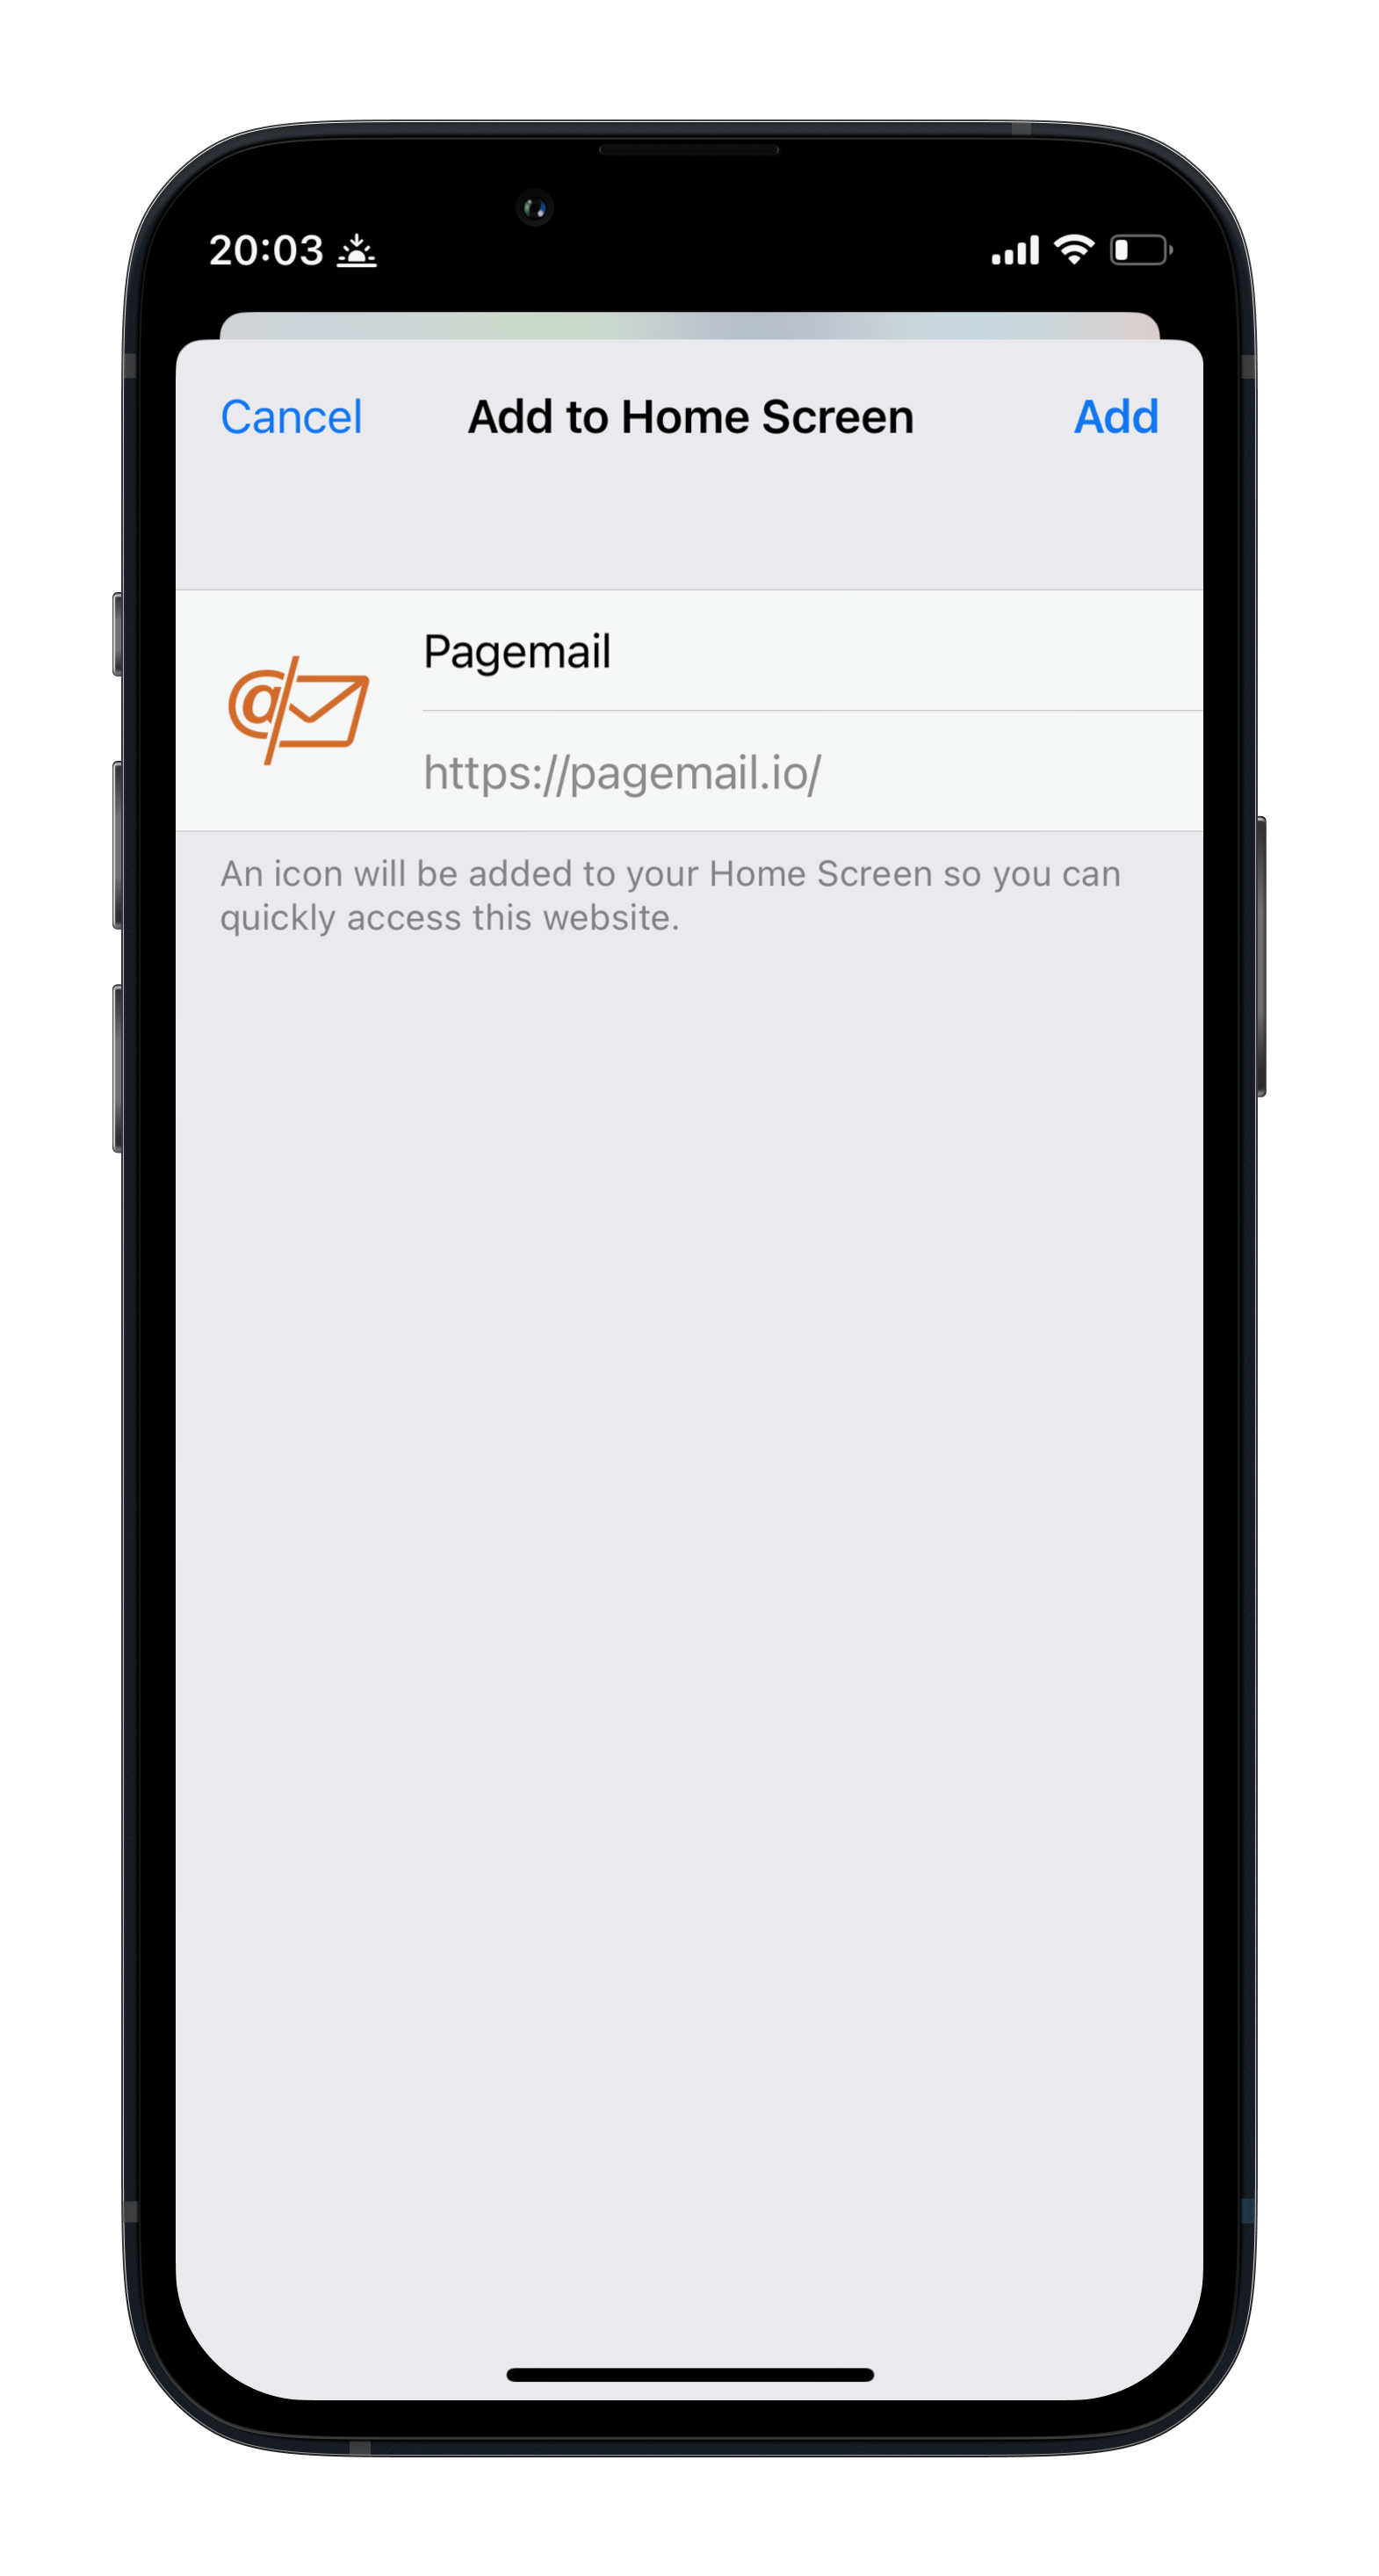 20:03
Cancel
Add to Home Screen
Add
Pagemail
https://pagemail.io/
An icon will be added to your Home Screen so you can
quickly access this website.